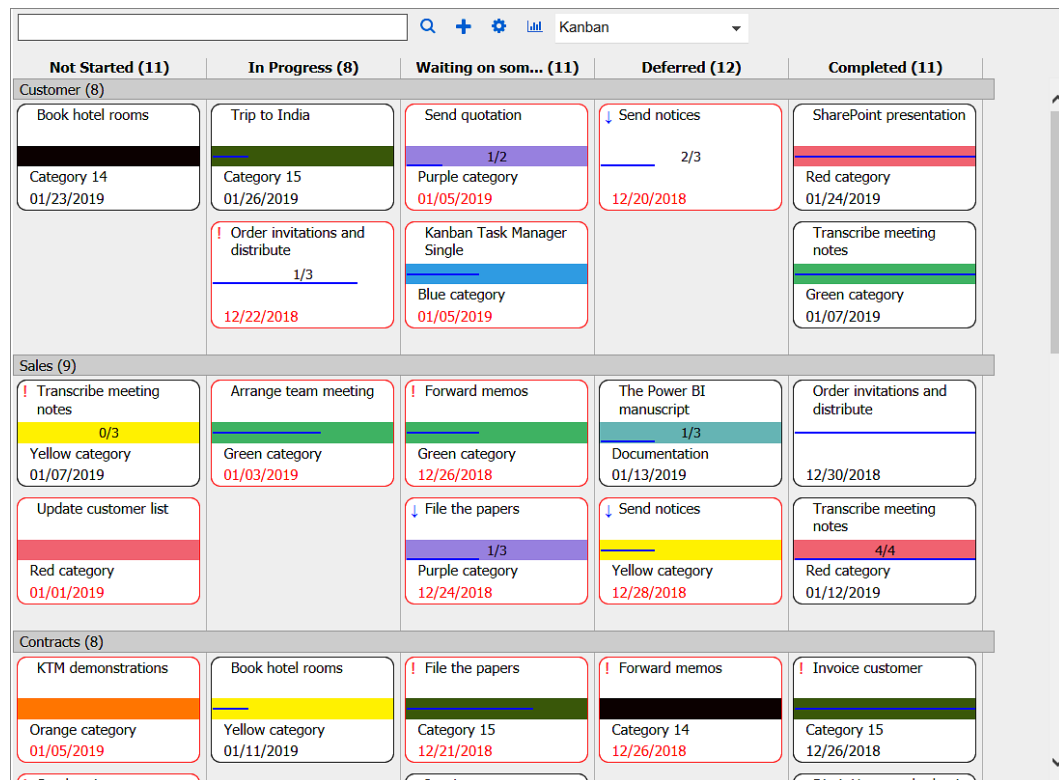 Kanban
Not Started (11)
In Progress (8)
Waiting on som... (11)
Deferred (12)
Completed (11)
Customer (8)
Book hotel rooms
Category 14
01/23/2019
Trip to India
Category 15
01/26/2019
Send quotation
1/2
Purple category
01/05/2019
↓ Send notices
2/3
12/20/2018
SharePoint presentation
Red category
01/24/2019
! Order invitations and
distribute
1/3
12/22/2018
Kanban Task Manager
Single
Blue category
01/05/2019
Transcribe meeting
notes
Green category
01/07/2019
Sales (9)
! Transcribe meeting
notes
0/3
Yellow category
01/07/2019
Arrange team meeting
Green category
01/03/2019
! Forward memos
Green category
12/26/2018
The Power BI
manuscript
1/3
Documentation
01/13/2019
Order invitations and
distribute
12/30/2018
Update customer list
Red category
01/01/2019
↓ File the papers
1/3
Purple category
12/24/2018
↓ Send notices
Yellow category
12/28/2018
Transcribe meeting
notes
4/4
Red category
01/12/2019
Contracts (8)
KTM demonstrations
Orange category
01/05/2019
Book hotel rooms
Yellow category
01/11/2019
! File the papers
Category 15
12/21/2018
! Forward memos
Category 14
12/26/2018
! Invoice customer
Category 15
12/26/2018